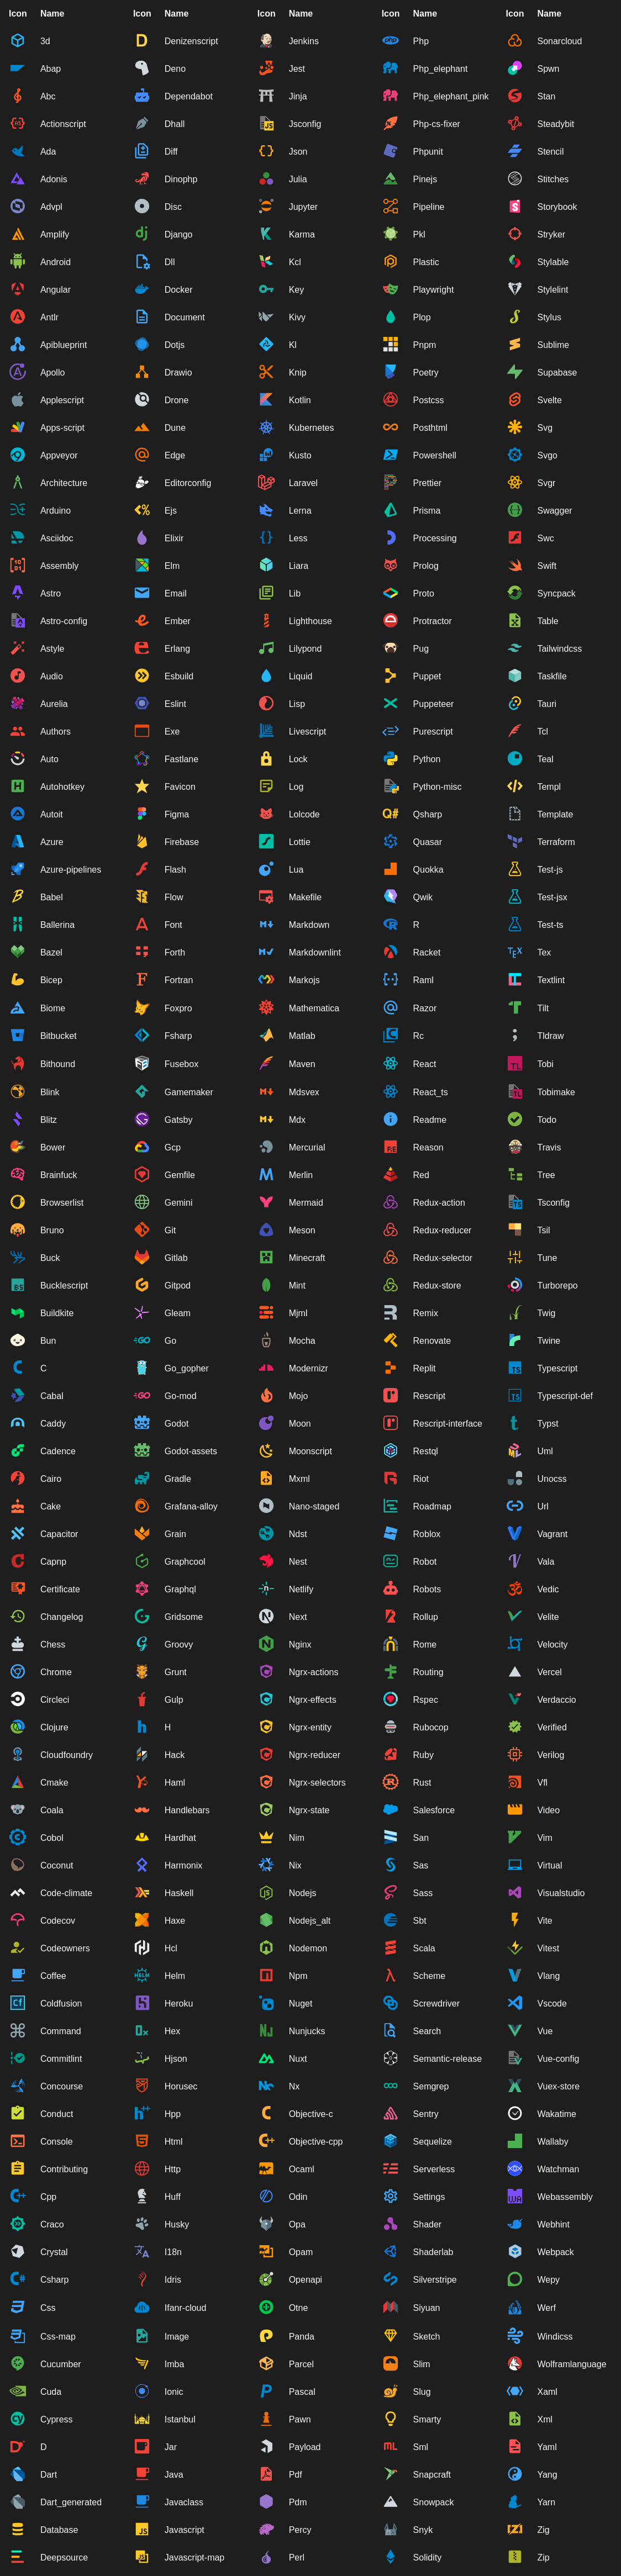 Icon Name
3d
Abap
Abc
Actionscript
Ada
Adonis
Advpl
Amplify
Android
Angular
Antlr
Apiblueprint
Apollo
Applescript
Apps-script
Appveyor
Architecture
Arduino
Asciidoc
Assembly
Astro
Astro-config
Astyle
Audio
Aurelia
Authors
Auto
Autohotkey
Autoit
Azure
Azure-pipelines
Babel
Ballerina
Bazel
Bicep
Biome
Bitbucket
Bithound
Blink
Blitz
Bower
Brainfuck
Browserlist
Bruno
Buck
Bucklescript
Buildkite
Bun
C
Cabal
Caddy
Cadence
Cairo
Cake
Capacitor
Capnp
Certificate
Changelog
Chess
Chrome
Circleci
Clojure
Cloudfoundry
Cmake
Coala
Cobol
Coconut
Code-climate
Codecov
Codeowners
Coffee
Coldfusion
Command
Commitlint
Concourse
Conduct
Console
Contributing
Cpp
Craco
Crystal
Csharp
Css
Css-map
Cucumber
Cuda
Cypress
D
Dart
Dart_generated
Database
Deepsource
Icon Name
Denizenscript
Deno
Dependabot
Dhall
Diff
Dinophp
Disc
Django
Dll
Docker
Document
Dotjs
Drawio
Drone
Dune
Edge
Editorconfig
Ejs
Elixir
Elm
Email
Ember
Erlang
Esbuild
Eslint
Exe
Fastlane
Favicon
Figma
Firebase
Flash
Flow
Font
Forth
Fortran
Foxpro
Fsharp
Fusebox
Gamemaker
Gatsby
Gcp
Gemfile
Gemini
Git
Gitlab
Gitpod
Gleam
Go
Go_gopher
Go-mod
Godot
Godot-assets
Gradle
Grafana-alloy
Grain
Graphcool
Graphql
Gridsome
Groovy
Grunt
Gulp
H
Hack
Haml
Handlebars
Hardhat
Harmonix
Haskell
Haxe
Hcl
Helm
Heroku
Hex
Hjson
Horusec
Hpp
Html
Http
Huff
Husky
I18n
Idris
Ifanr-cloud
Image
Imba
Ionic
Istanbul
Jar
Java
Javaclass
Javascript
Javascript-map
Icon Name
Jenkins
Jest
Jinja
Jsconfig
Json
Julia
Jupyter
Karma
Kcl
Key
Kivy
Kl
Knip
Kotlin
Kubernetes
Kusto
Laravel
Lerna
Less
Liara
Lib
Lighthouse
Lilypond
Liquid
Lisp
Livescript
Lock
Log
Lolcode
Lottie
Lua
Makefile
Markdown
Markdownlint
Markojs
Mathematica
Matlab
Maven
Mdsvex
Mdx
Mercurial
Merlin
Mermaid
Meson
Minecraft
Mint
Mjml
Mocha
Modernizr
Mojo
Moon
Moonscript
Mxml
Nano-staged
Ndst
Nest
Netlify
Next
Nginx
Ngrx-actions
Ngrx-effects
Ngrx-entity
Ngrx-reducer
Ngrx-selectors
Ngrx-state
Nim
Nix
Nodejs
Nodejs_alt
Nodemon
Npm
Nuget
Nunjucks
Nuxt
Nx
Objective-c
Objective-cpp
Ocaml
Odin
Opa
Opam
Openapi
Otne
Panda
Parcel
Pascal
Pawn
Payload
Pdf
Pdm
Percy
Perl
Icon Name
Php
Php_elephant
Php_elephant_pink
Php-cs-fixer
Phpunit
Pinejs
Pipeline
Pkl
Plastic
Playwright
Plop
Pnpm
Poetry
Postcss
Posthtml
Powershell
Prettier
Prisma
Processing
Prolog
Proto
Protractor
Pug
Puppet
Puppeteer
Purescript
Python
Python-misc
Qsharp
Quasar
Quokka
Qwik
R
Racket
Raml
Razor
Rc
React
React_ts
Readme
Reason
Red
Redux-action
Redux-reducer
Redux-selector
Redux-store
Remix
Renovate
Replit
Rescript
Rescript-interface
Restql
Riot
Roadmap
Roblox
Robot
Robots
Rollup
Rome
Routing
Rspec
Rubocop
Ruby
Rust
Salesforce
San
Sas
Sass
Sbt
Scala
Scheme
Screwdriver
Search
Semantic-release
Semgrep
Sentry
Sequelize
Serverless
Settings
Shader
Shaderlab
Silverstripe
Siyuan
Sketch
Slim
Slug
Smarty
Sml
Snapcraft
Snowpack
Snyk
Solidity
Icon Name
Sonarcloud
Spwn
Stan
Steadybit
Stencil
Stitches
Storybook
Stryker
Stylable
Stylelint
Stylus
Sublime
Supabase
Svelte
Svg
Svgo
Svgr
Swagger
Swc
Swift
Syncpack
Table
Tailwindcss
Taskfile
Tauri
Tcl
Teal
Templ
Template
Terraform
Test-js
Test-jsx
Test-ts
Tex
Textlint
Tilt
Tldraw
Tobi
Tobimake
Todo
Travis
Tree
Tsconfig
Tsil
Tune
Turborepo
Twig
Twine
Typescript
Typescript-def
Typst
Uml
Unocss
Url
Vagrant
Vala
Vedic
Velite
Velocity
Vercel
Verdaccio
Verified
Verilog
Vfl
Video
Vim
Virtual
Visualstudio
Vite
Vitest
Vlang
Vscode
Vue
Vue-config
Vuex-store
Wakatime
Wallaby
Watchman
Webassembly
Webhint
Webpack
Wepy
Werf
Windicss
Wolframlanguage
Xaml
Xml
Yaml
Yang
Yarn
Zig
Zip